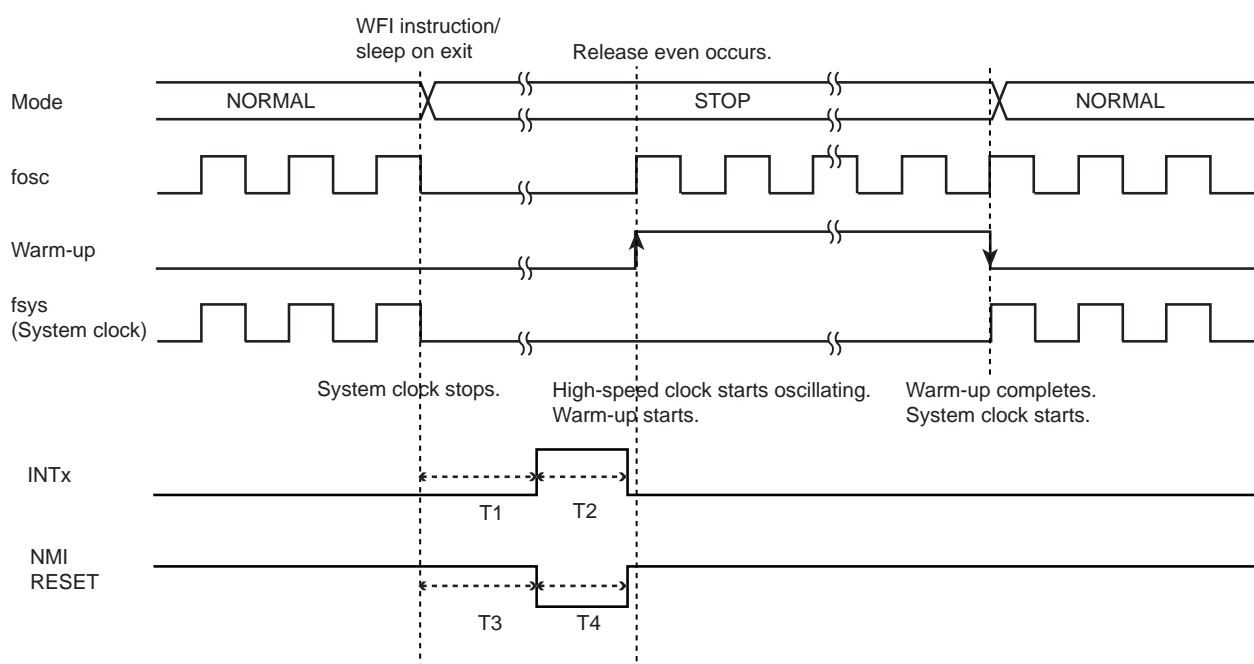 WFI instruction/
sleep on exit
Release even occurs.
Mode
NORMAL
STOP
NORMAL
fosc
Warm-up
fsys
(System clock)
System clock stops.
High-speed clock starts oscillating.
Warm-up starts.
Warm-up completes.
System clock starts.
INTx
T1
T2
NMI
RESET
T3
T4